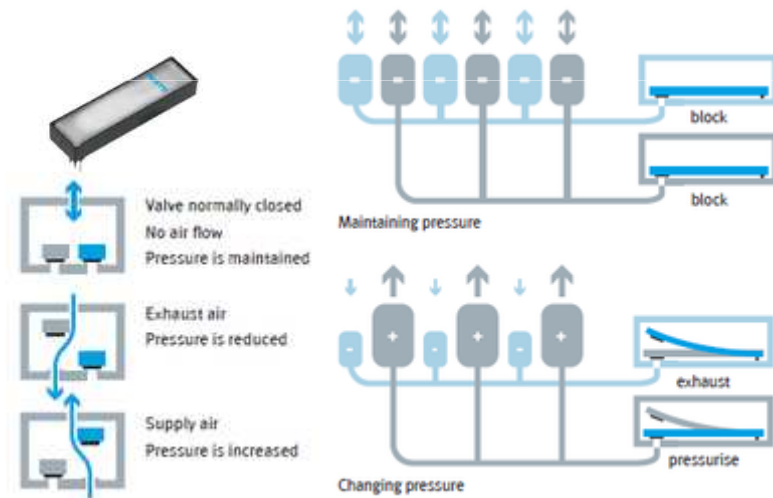 Valve normally closed
No air flow
Pressure is maintained
Exhaust air
Pressure is reduced
Supply air
Pressure is increased
- - - - - -
block
block
Maintaining pressure
- + - + - +
exhaust
pressurise
Changing pressure